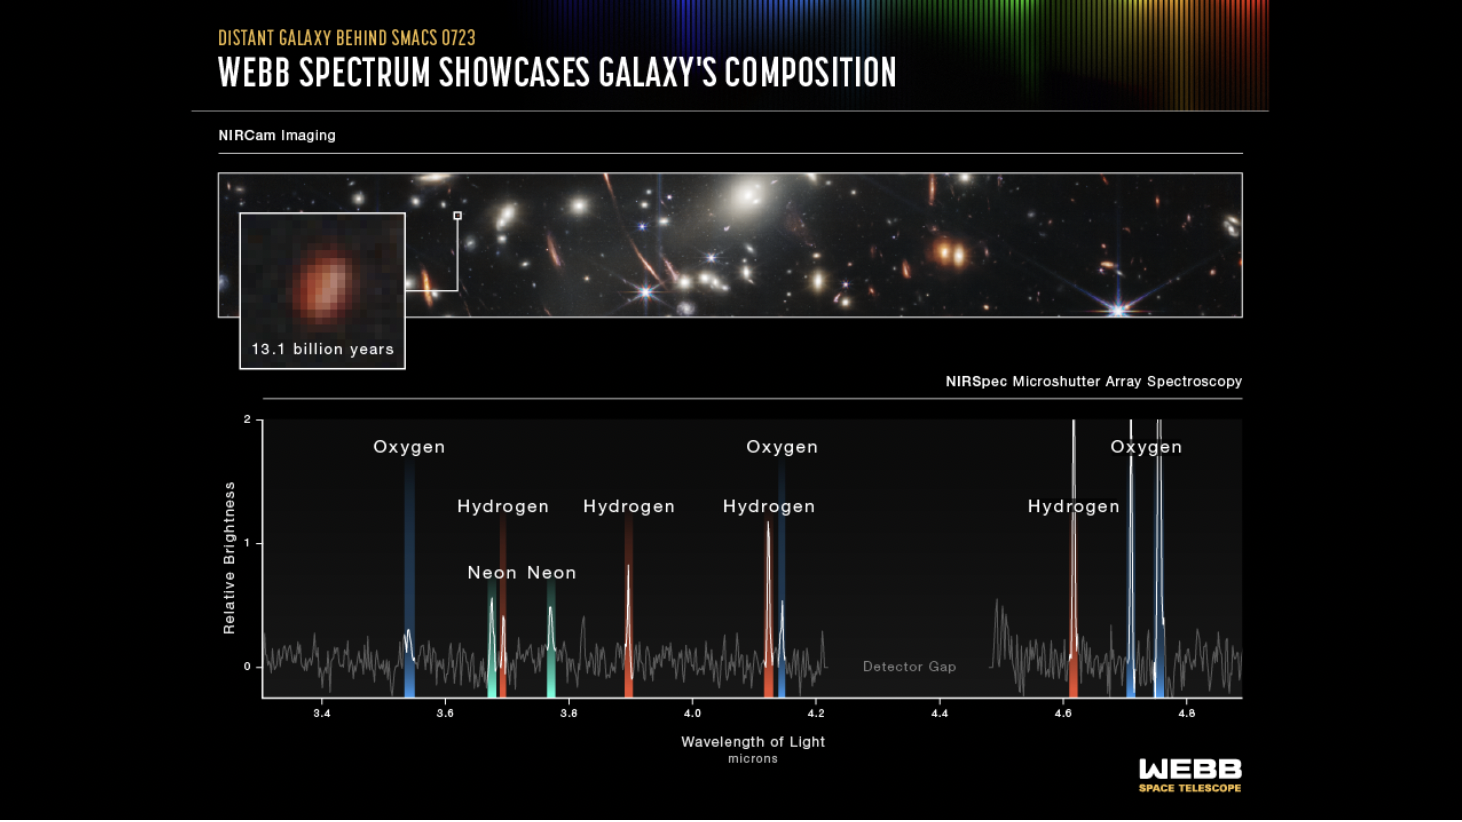 DISTANT GALAXY BEHIND SMACS 0723
WEBB SPECTRUM SHOWCASES GALAXY'S COMPOSITION
NIRCam Imaging
13.1 billion years
NIRSpec Microshutter Array Spectroscopy
2
Oxygen
Oxygen
Oxygen
Hydrogen
Hydrogen
Hydrogen
Hydrogen
1
Neon
Neon
Relative Brightness
0
Detector Gap
3.4
3.6
3.8
4.0
4.2
4.4
4.6
4.8
Wavelength of Light
microns
WEBB
SPACE TELESCOPE